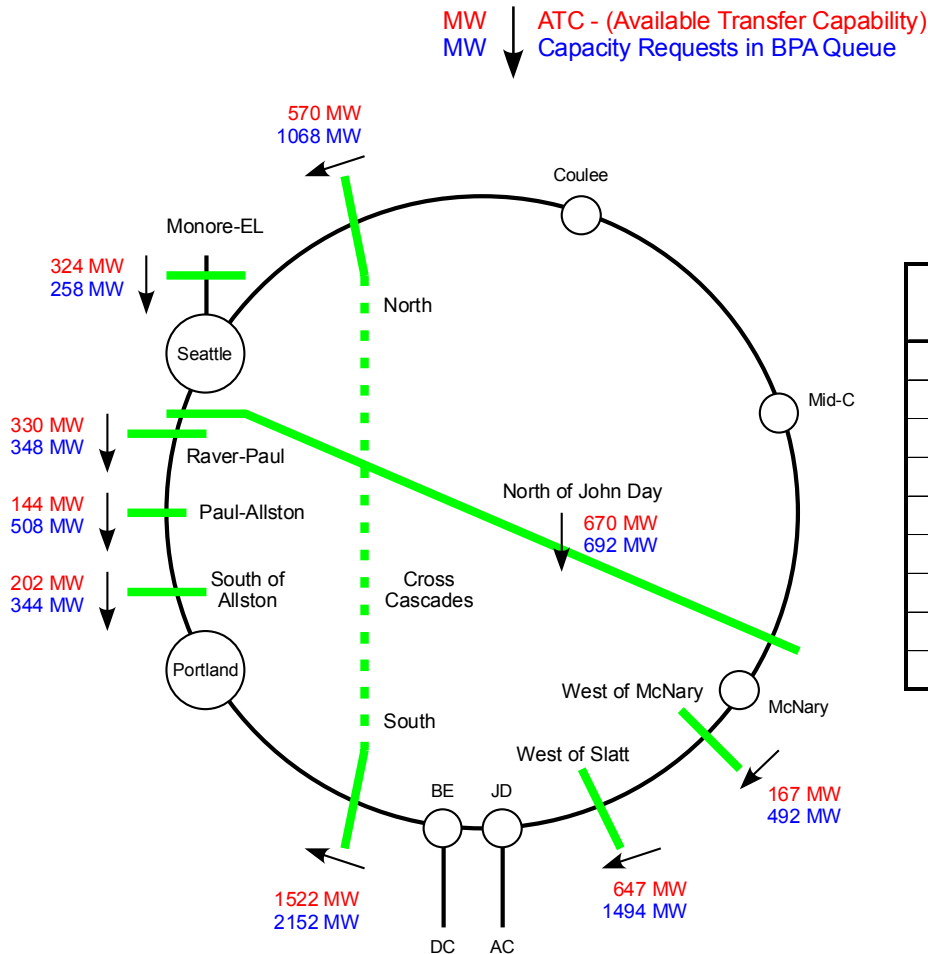 MW ATC - (Available Transfer Capability)
MW Capacity Requests in BPA Queue
570 MW
1068 MW
Coulee
Monore-EL
324 MW
258 MW
North
Seattle
Mid-C
330 MW
348 MW
Raver-Paul
North of John Day
144 MW
508 MW
Paul-Allston
670 MW
692 MW
202 MW
344 MW
South of
Allston
Cross
Cascades
Portland
West of McNary
McNary
South
West of Slatt
BE
JD
167 MW
492 MW
1522 MW
2152 MW
647 MW
1494 MW
DC
AC